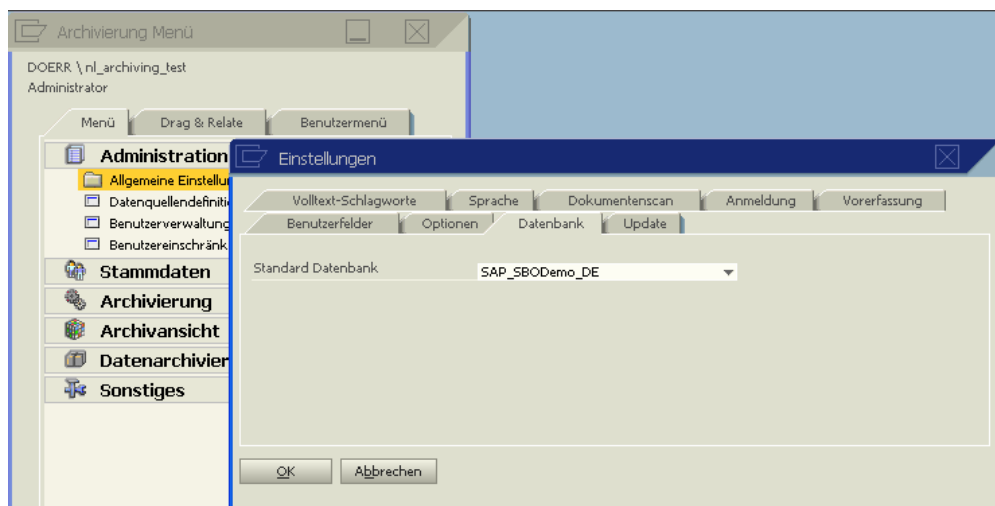 Archivierung Menü
DOERR \ nl_archiving_test
Administrator
Menü Drag & Relate Benutzermenü
Administration
Allgemeine Einstellu
Datenquellendefiniti
Benutzerverwaltung
Benutzereinschränk
Stammdaten
Archivierung
Archivansicht
Datenarchivier
Sonstiges
Einstellungen
Volltext-Schlagworte Sprache Dokumentenscan Anmeldung Vorerfassung
Benutzerfelder Optionen Datenbank Update
Standard Datenbank SAP_SBODemo_DE
OK Abbrechen